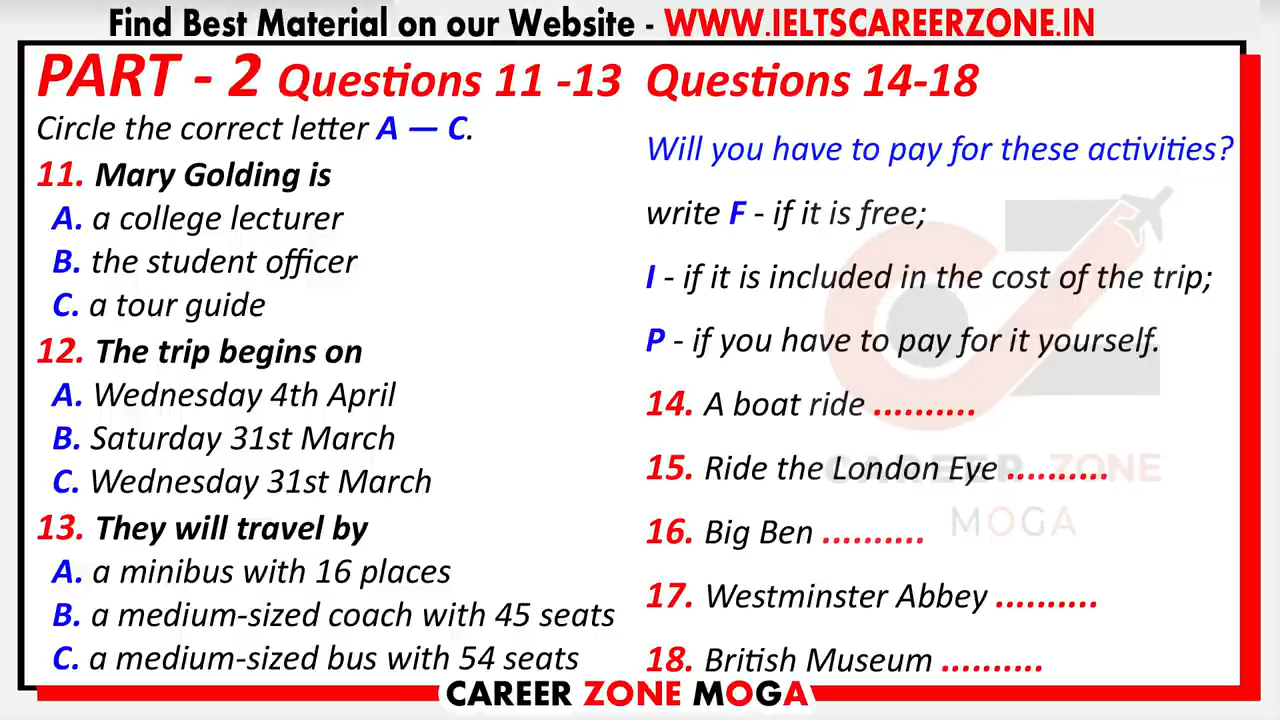 Find Best Material on our Website - WWW.IELTSCAREERZONE.IN
PART - 2 Questions 11 -13
Circle the correct letter A — C.
11. Mary Golding is
A. a college lecturer
B. the student officer
C. a tour guide
12. The trip begins on
A. Wednesday 4th April
B. Saturday 31st March
C. Wednesday 31st March
13. They will travel by
A. a minibus with 16 places
B. a medium-sized coach with 45 seats
C. a medium-sized bus with 54 seats
Questions 14-18
Will you have to pay for these activities?
write F - if it is free;
I - if it is included in the cost of the trip;
P - if you have to pay for it yourself.
14. A boat ride ..........
15. Ride the London Eye ..........
16. Big Ben ..........
17. Westminster Abbey ..........
18. British Museum ..........
CAREER ZONE
MOGA
CAREER ZONE MOGA